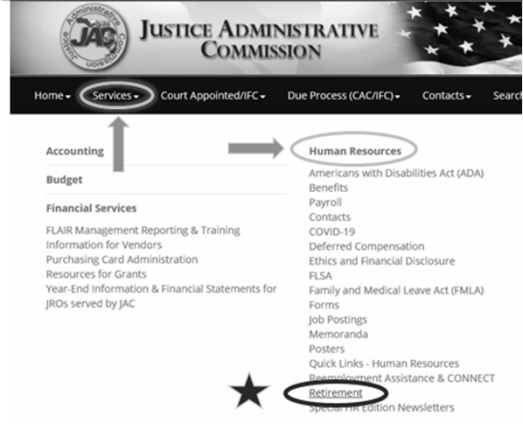 Administrative
JAC
Justice Commission
JUSTICE ADMINISTRATIVE
COMMISSION
Home Services Court Appointed/IFC Due Process (CAC/IFC) Contacts Search
Accounting
Budget
Financial Services
FLAIR Management Reporting & Training
Information for Vendors
Purchasing Card Administration
Resources for Grants
Year-End Information & Financial Statements for
JROs served by JAC
Human Resources
Americans with Disabilities Act (ADA)
Benefits
Payroll
Contacts
COVID-19
Deferred Compensation
Ethics and Financial Disclosure
FLSA
Family and Medical Leave Act (FMLA)
Forms
Job Postings
Memoranda
Posters
Quick Links - Human Resources
Reemployment Assistance & CONNECT
Retirement
Special HR Edition Newsletters